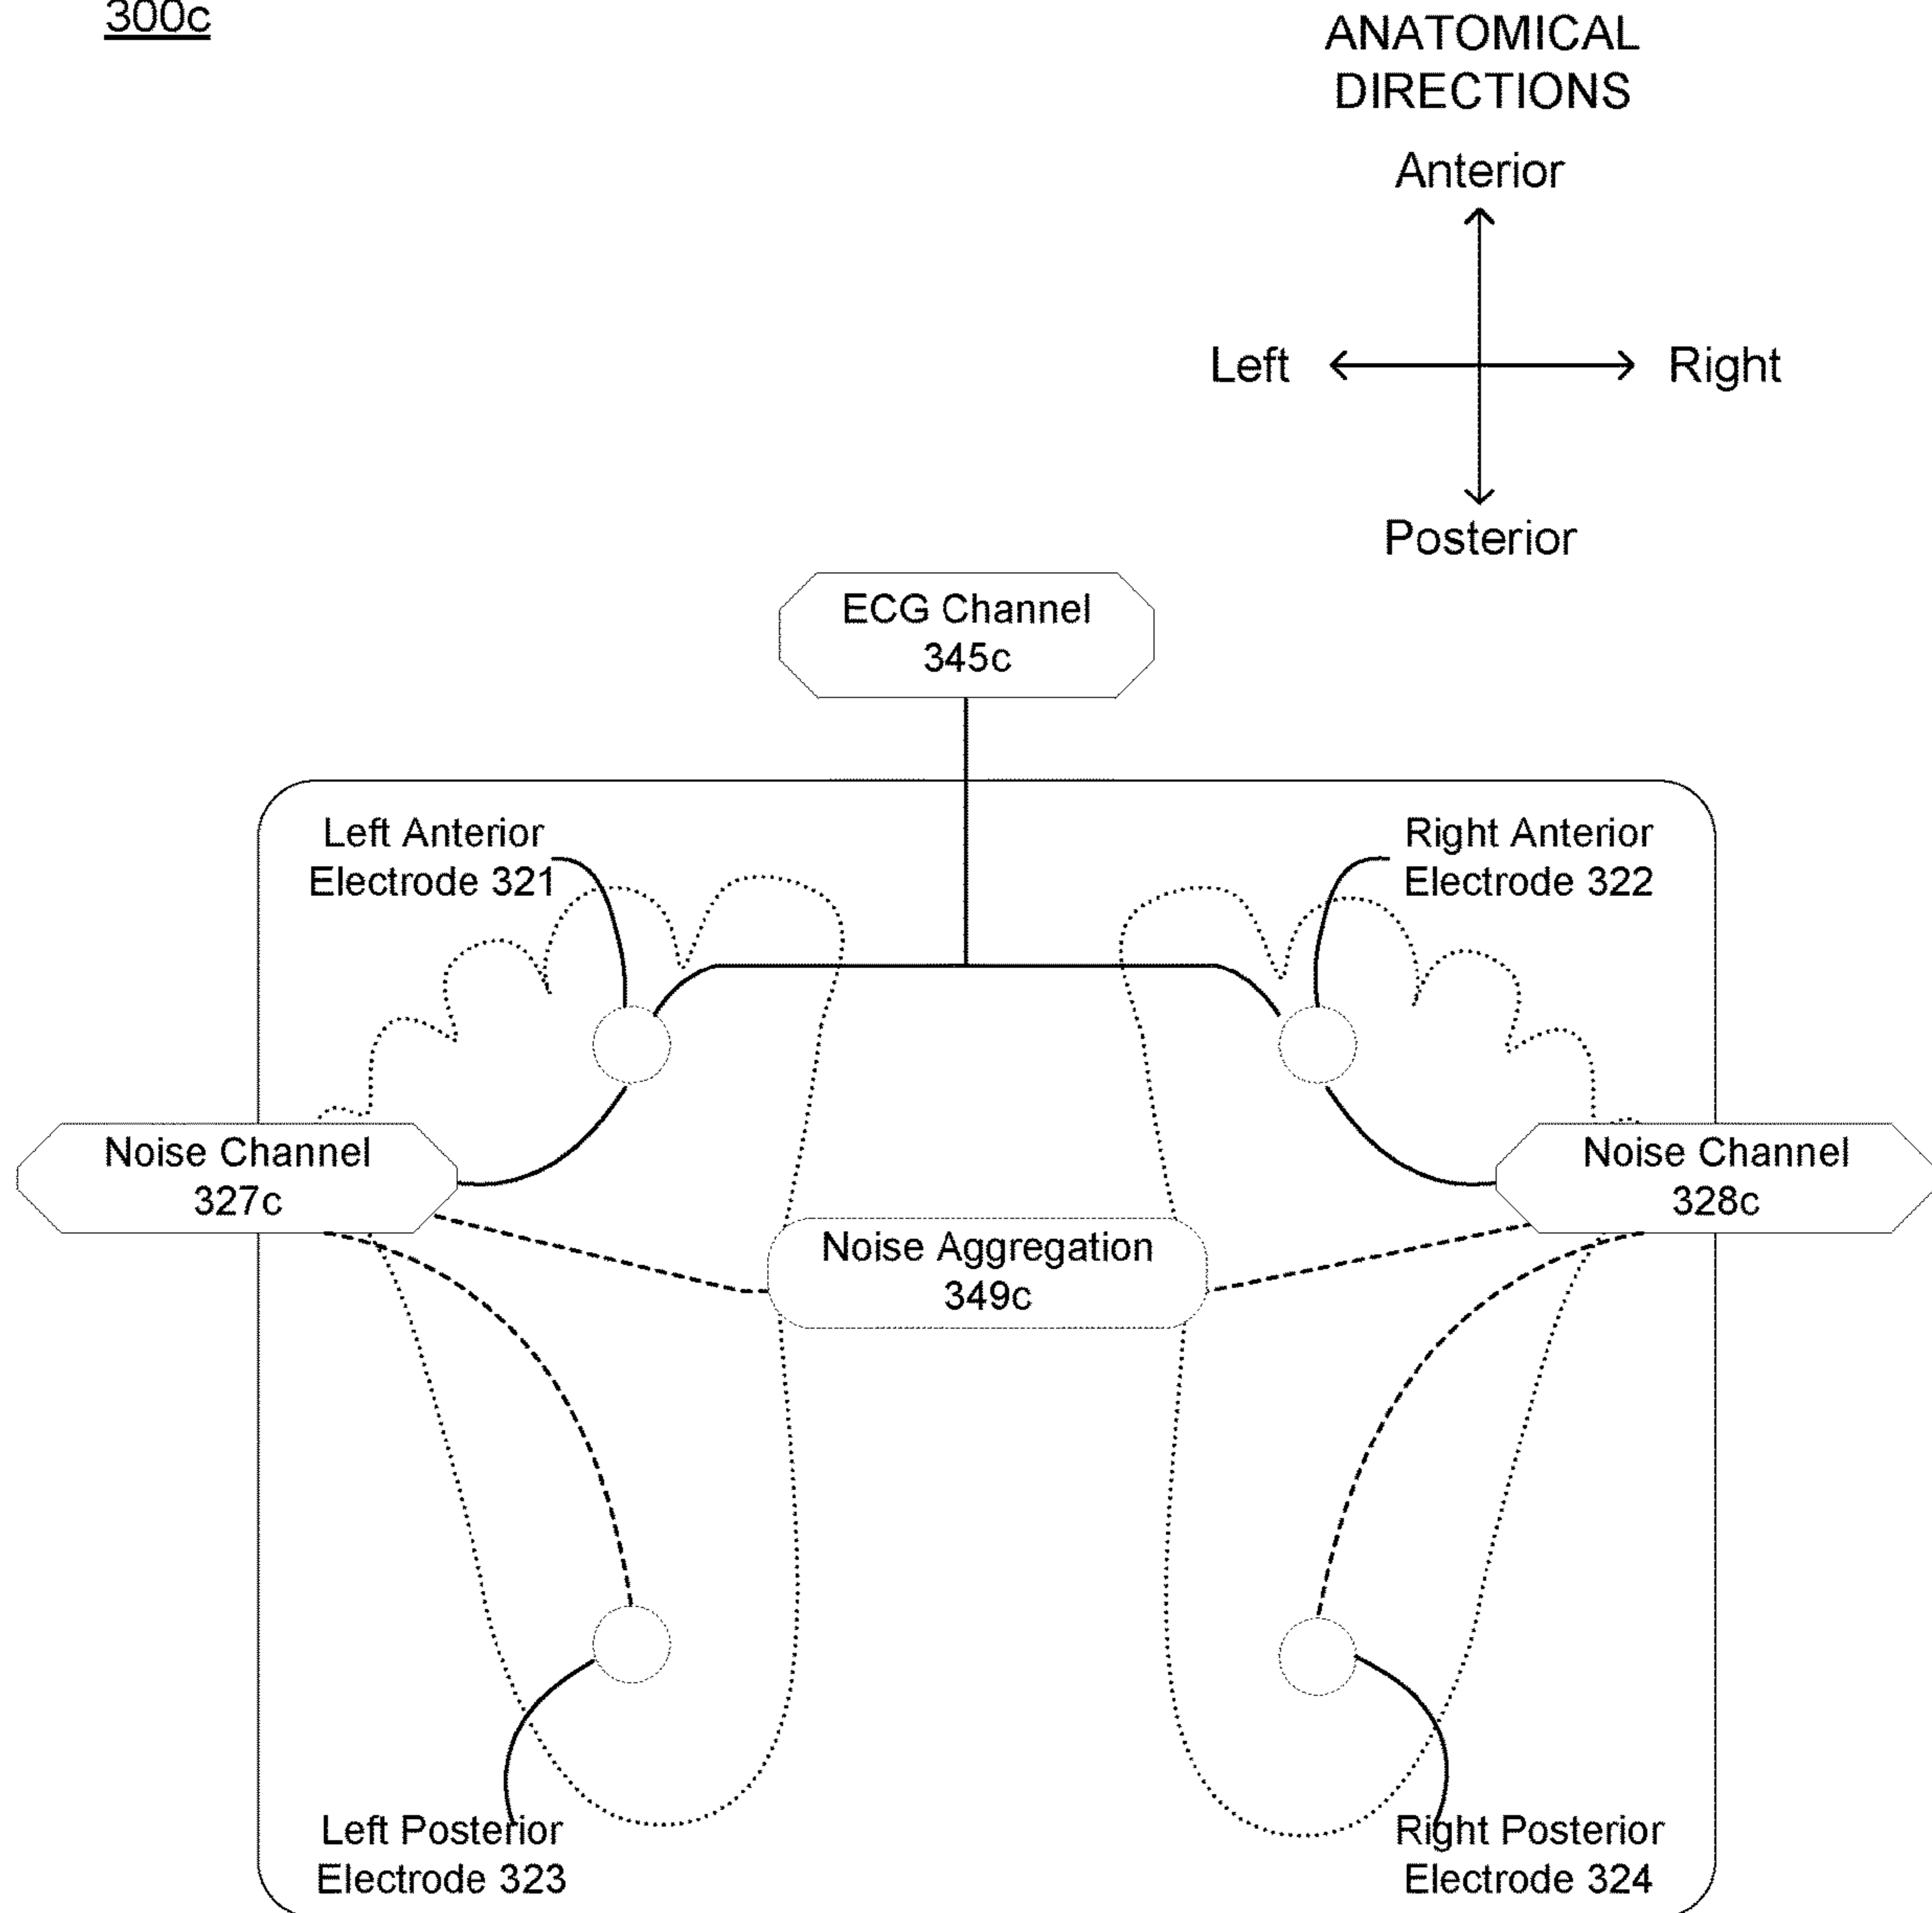 300c
ANATOMICAL
DIRECTIONS
Anterior
Left
Right
Posterior
ECG Channel
345c
Left Anterior
Electrode 321
Right Anterior
Electrode 322
Noise Channel
327c
Noise Channel
328c
Noise Aggregation
349c
Left Posterior
Electrode 323
Right Posterior
Electrode 324